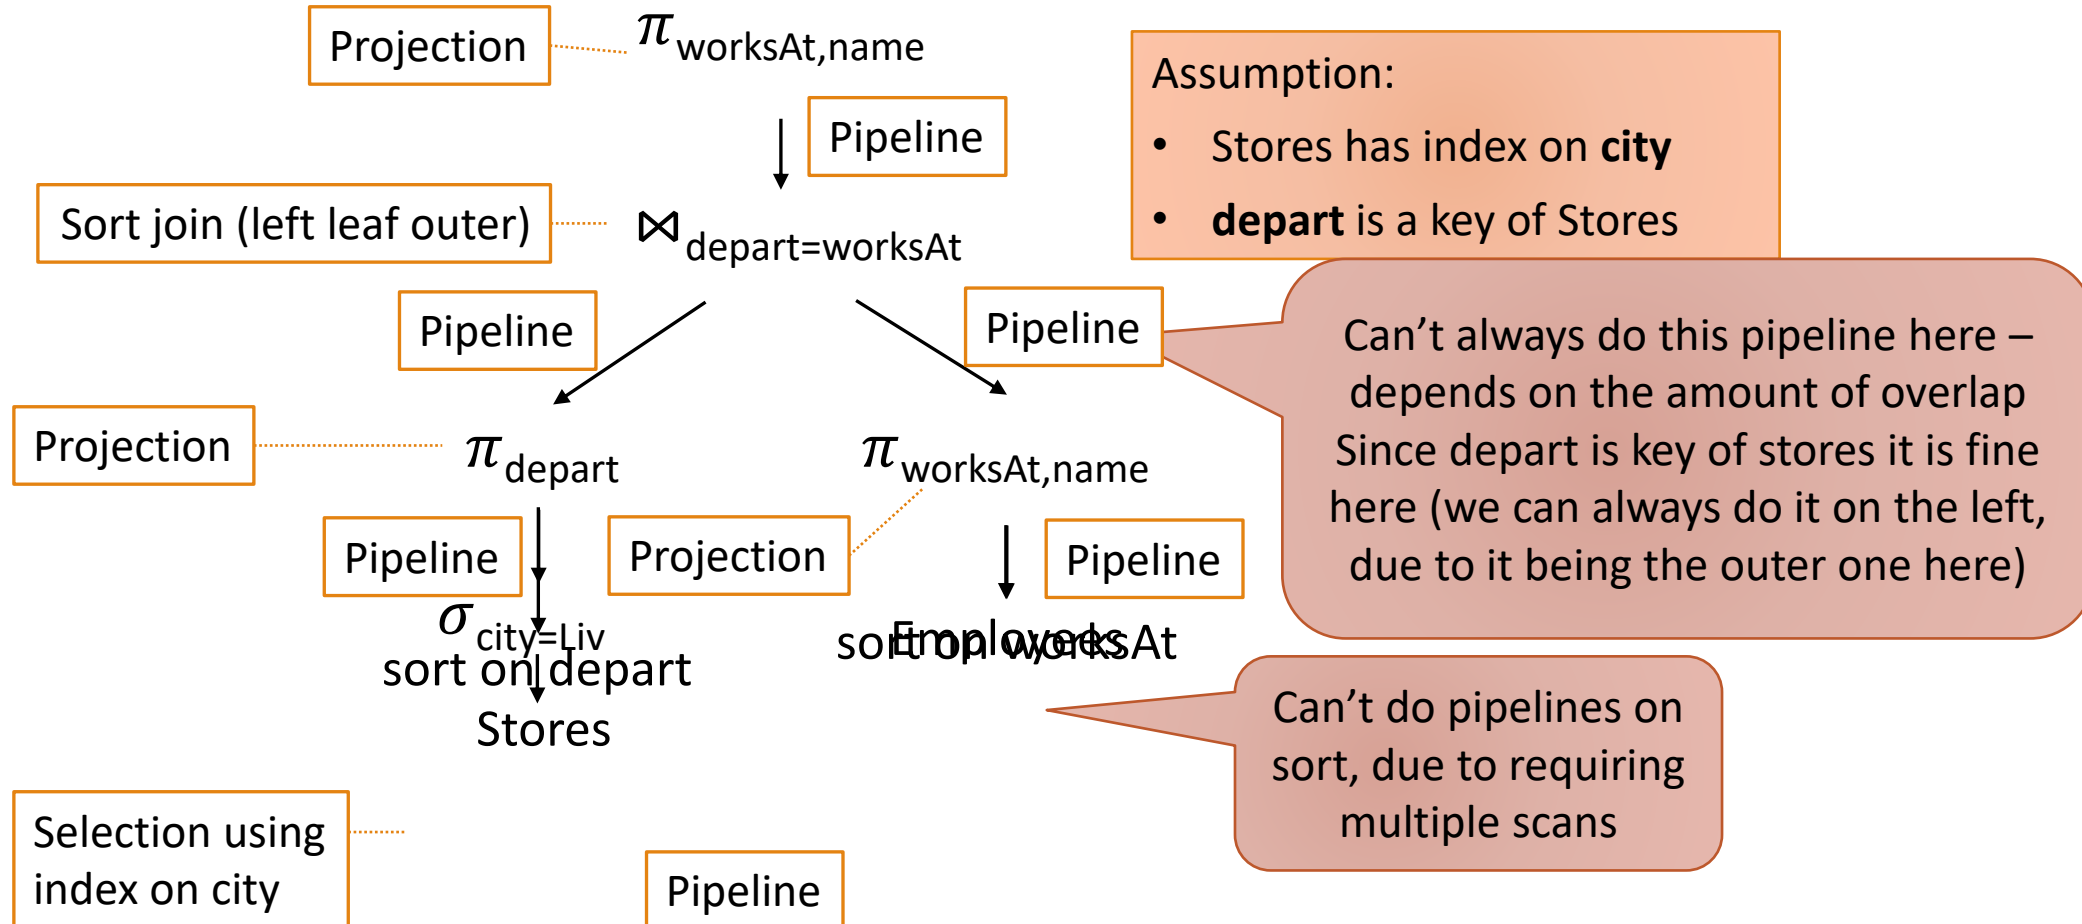 Projection
π worksAt,name
Pipeline
Assumption:
• Stores has index on city
• depart is a key of Stores
Sort join (left leaf outer)
⋈ depart=worksAt
Pipeline
Pipeline
Can’t always do this pipeline here –
depends on the amount of overlap
Since depart is key of stores it is fine
here (we can always do it on the left,
due to it being the outer one here)
Projection
π depart
π worksAt,name
Pipeline
Projection
Pipeline
σ city=Liv
sort on depart
Stores
sort on worksAt
Employees
Can’t do pipelines on
sort, due to requiring
multiple scans
Selection using
index on city
Pipeline